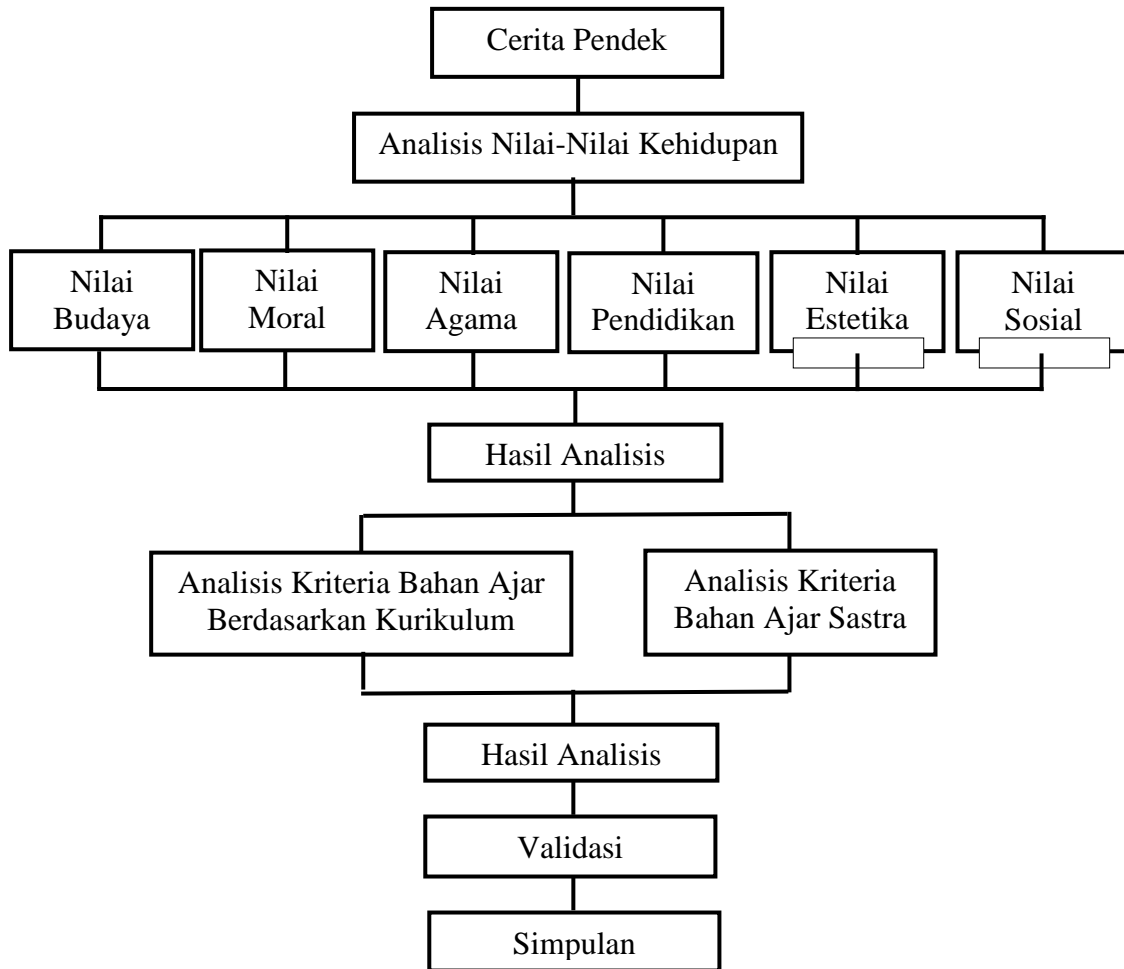 Cerita Pendek
Analisis Nilai-Nilai Kehidupan
Nilai
Budaya
Nilai
Moral
Nilai
Agama
Nilai
Pendidikan
Nilai
Estetika
Nilai
Sosial
Hasil Analisis
Analisis Kriteria Bahan Ajar
Berdasarkan Kurikulum
Analisis Kriteria
Bahan Ajar Sastra
Hasil Analisis
Validasi
Simpulan